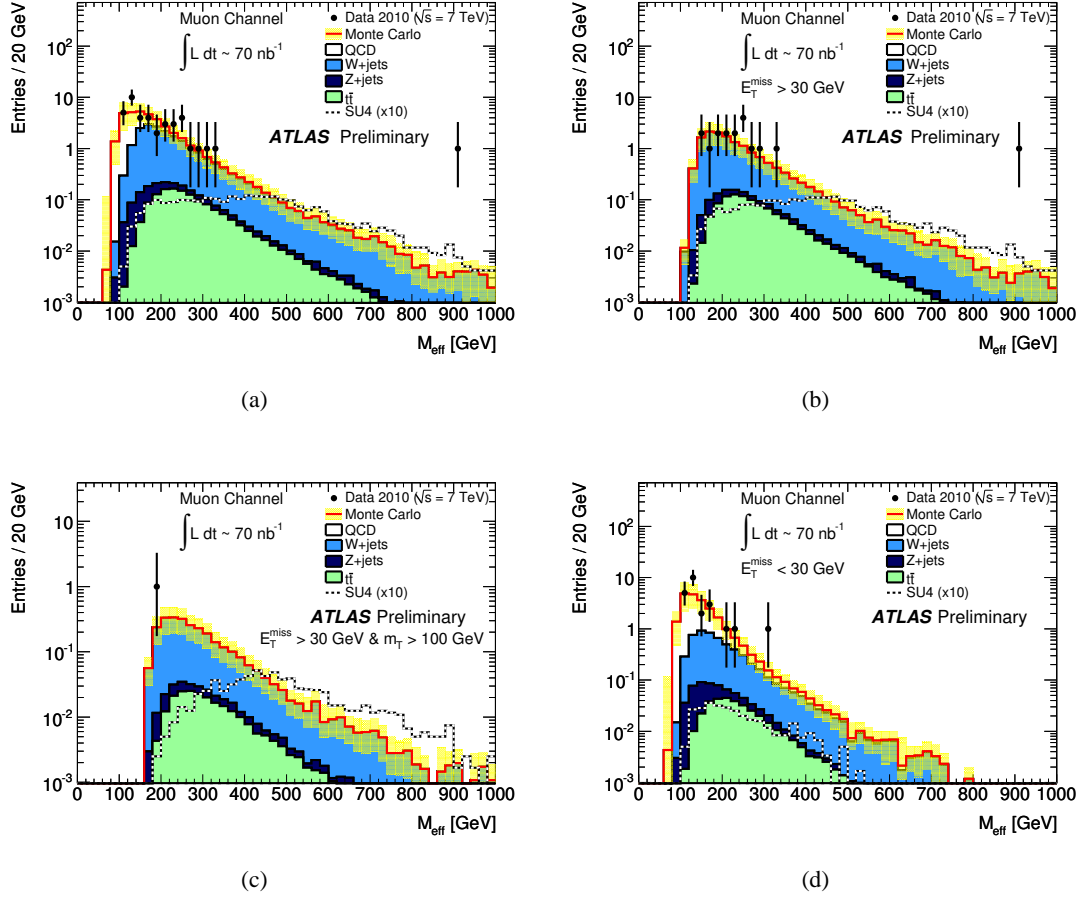 Entries / 20 GeV
10²
10
1
10⁻¹
10⁻²
10⁻³
Muon Channel
∫ L dt ~ 70 nb⁻¹
Data 2010 (√s = 7 TeV)
Monte Carlo
QCD
W+jets
Z+jets
tt̄
SU4 (x10)
ATLAS Preliminary
0 100 200 300 400 500 600 700 800 900 1000
M_eff [GeV]
(a)
Entries / 20 GeV
10²
10
1
10⁻¹
10⁻²
10⁻³
Muon Channel
∫ L dt ~ 70 nb⁻¹
E_T^miss > 30 GeV
Data 2010 (√s = 7 TeV)
Monte Carlo
QCD
W+jets
Z+jets
tt̄
SU4 (x10)
ATLAS Preliminary
0 100 200 300 400 500 600 700 800 900 1000
M_eff [GeV]
(b)
Entries / 20 GeV
10
1
10⁻¹
10⁻²
10⁻³
Muon Channel
∫ L dt ~ 70 nb⁻¹
Data 2010 (√s = 7 TeV)
Monte Carlo
QCD
W+jets
Z+jets
tt̄
SU4 (x10)
ATLAS Preliminary
E_T^miss > 30 GeV & m_T > 100 GeV
0 100 200 300 400 500 600 700 800 900 1000
M_eff [GeV]
(c)
Entries / 20 GeV
10²
10
1
10⁻¹
10⁻²
10⁻³
Muon Channel
∫ L dt ~ 70 nb⁻¹
E_T^miss < 30 GeV
Data 2010 (√s = 7 TeV)
Monte Carlo
QCD
W+jets
Z+jets
tt̄
SU4 (x10)
ATLAS Preliminary
0 100 200 300 400 500 600 700 800 900 1000
M_eff [GeV]
(d)